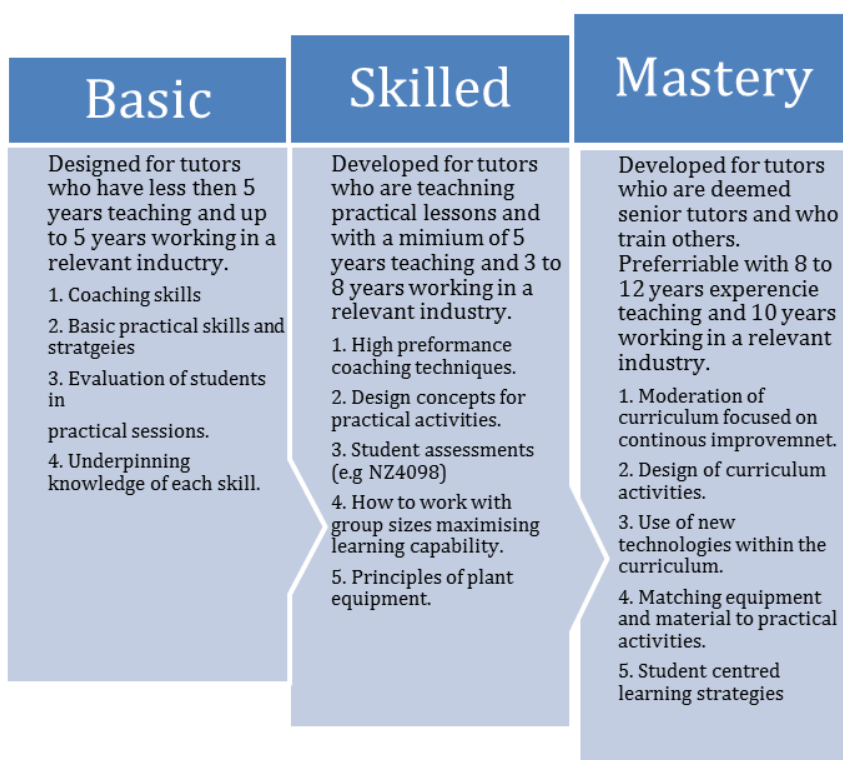 Basic
Designed for tutors
who have less then 5
years teaching and up
to 5 years working in a
relevant inductry.
1. Coaching skills
2. Basic practical skills and
stratgeies
3. Evaluation of students
in
practical sessions.
4. Underpinning
knowledge of each skill.
Skilled
Developed for tutors
who are teachning
practical lessons and
with a mimium of 5
years teaching and 3 to
8 years working in a
relevant industry.
1. High preformance
coaching techniques.
2. Design concepts for
practical activities.
3. Student assessments
(e.g NZ4098)
4. How to work with
group sizes maximising
learning capability.
5. Principles of plant
equipment.
Mastery
Developed for tutors
whio are deemed
senior tutors and who
train others.
Preferriable with 8 to
12 years experencie
teaching and 10 years
working in a relevant
industry.
1. Moderation of
curriculum focused on
continous improvemnet.
2. Design of curriculum
activities.
3. Use of new
technologies within the
curriculum.
4. Matching equipment
and material to practical
activities.
5. Student centred
learning strategies